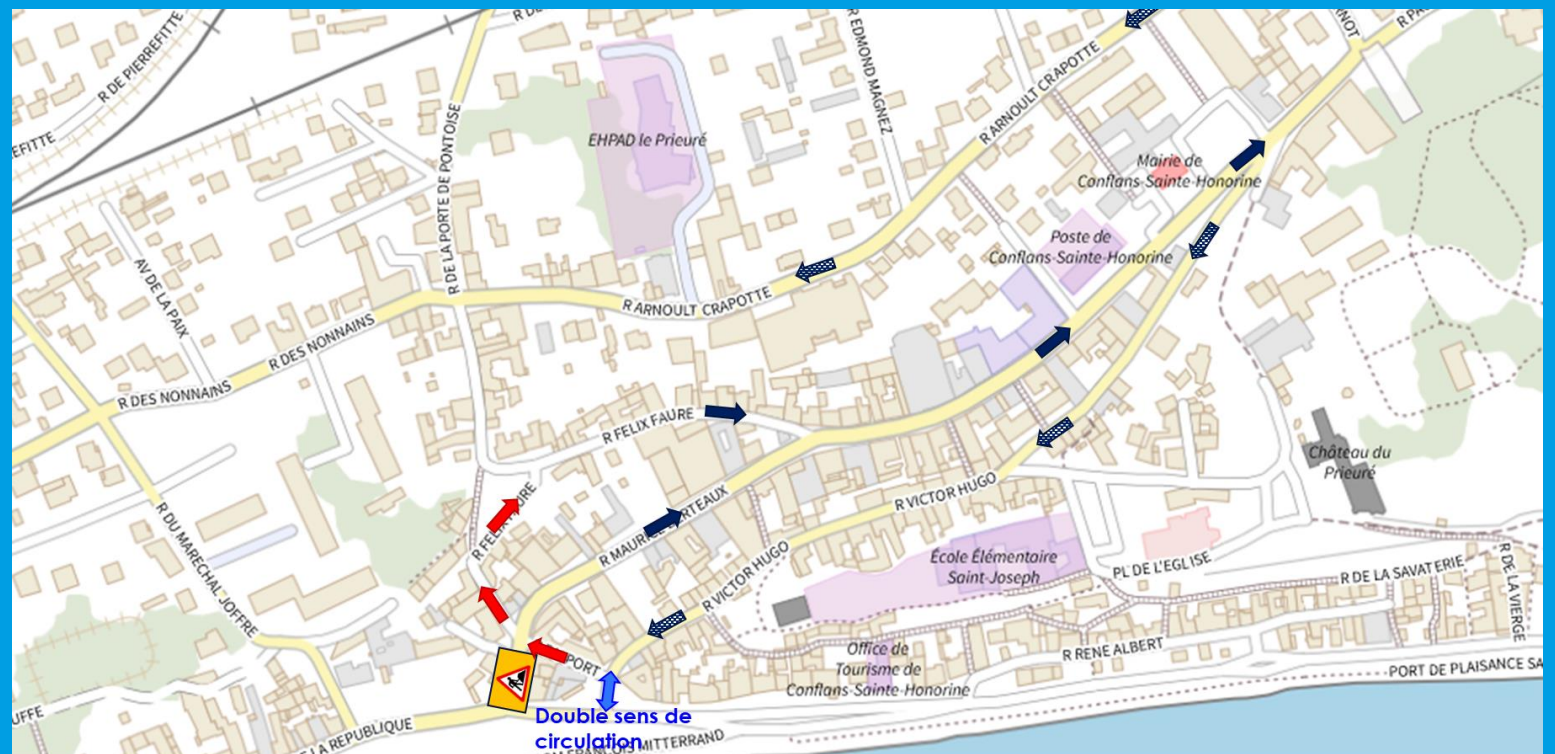 R DE PIERREFITTE
EFITTE
R DE LA PORTE DE PONTOISE
EHPAD le Prieuré
R EDMOND MAGNEZ
R ARNOULT CRAPOTTE
Mairie de
Conflans-Sainte-Honorine
Poste de
Conflans-Sainte-Honorine
AV DE LA PAIX
R ARNOULT CRAPOTTE
R DES NONNAINS
R DES NONNAINS
R FELIX FAURE
R VICTOR HUGO
Château du
Prieuré
R DU MARECHAL JOFFRE
École Élémentaire
Saint-Joseph
PL DE L'EGLISE
R DE LA SAVATERIE
R DE LA VIERGE
R VICTOR HUGO
Office de
Tourisme de
Conflans-Sainte-Honorine
R RENE ALBERT
PORT DE PLAISANCE SA
PORT
UFFE
LA REPUBLIQUE
Double sens de
circulation
MITTERRAND